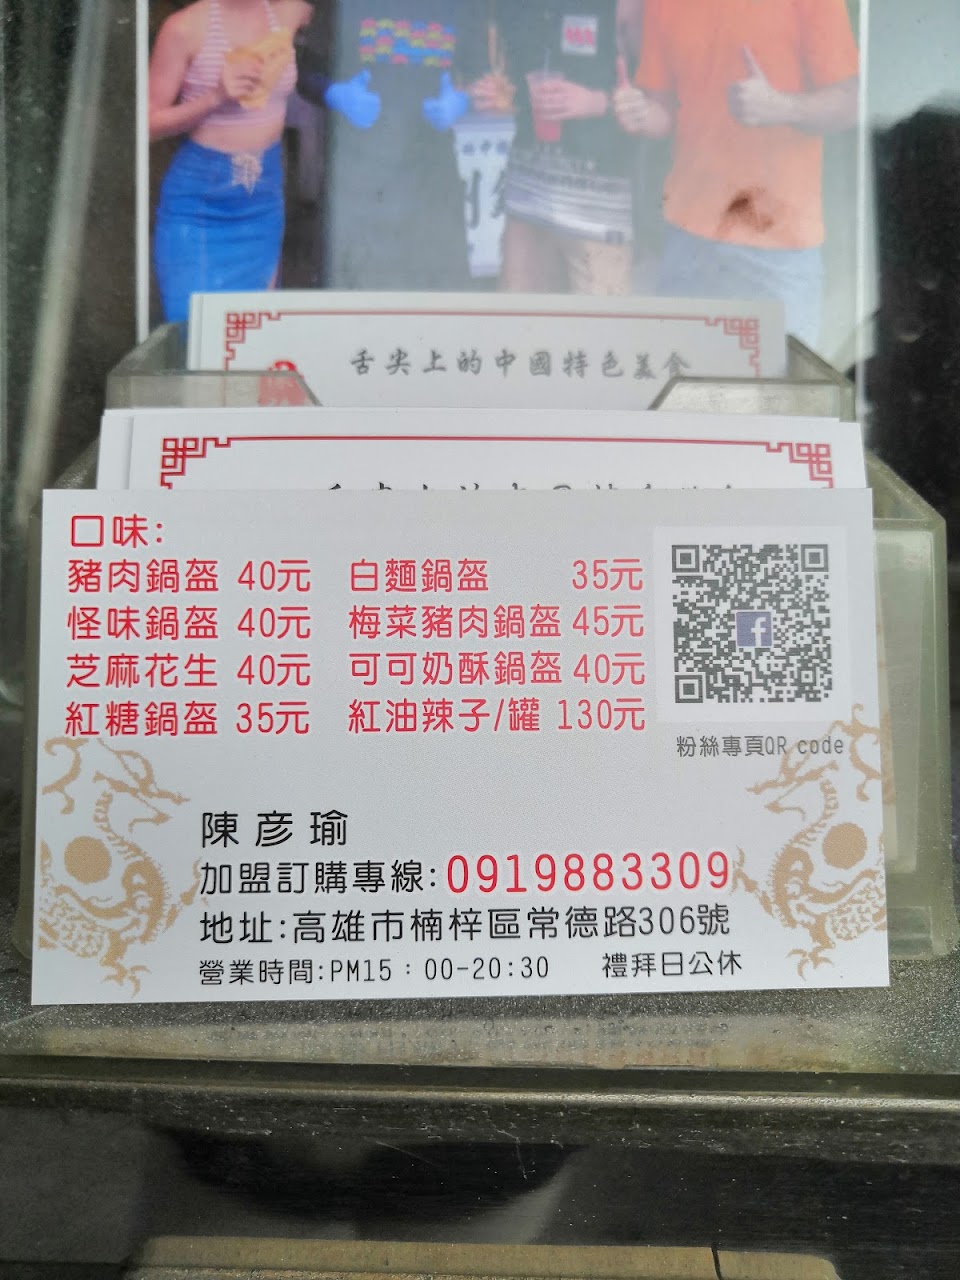 舌尖上的中國特色美食
口味:
豬肉鍋盔 40元 白麵鍋盔 35元
怪味鍋盔 40元 梅菜豬肉鍋盔 45元
芝麻花生 40元 可可奶酥鍋盔 40元
紅糖鍋盔 35元 紅油辣子/罐 130元
粉絲專頁QR code
陳彥瑜
加盟訂購專線:0919883309
地址:高雄市楠梓區常德路306號
營業時間:PM15：00-20:30 禮拜日公休